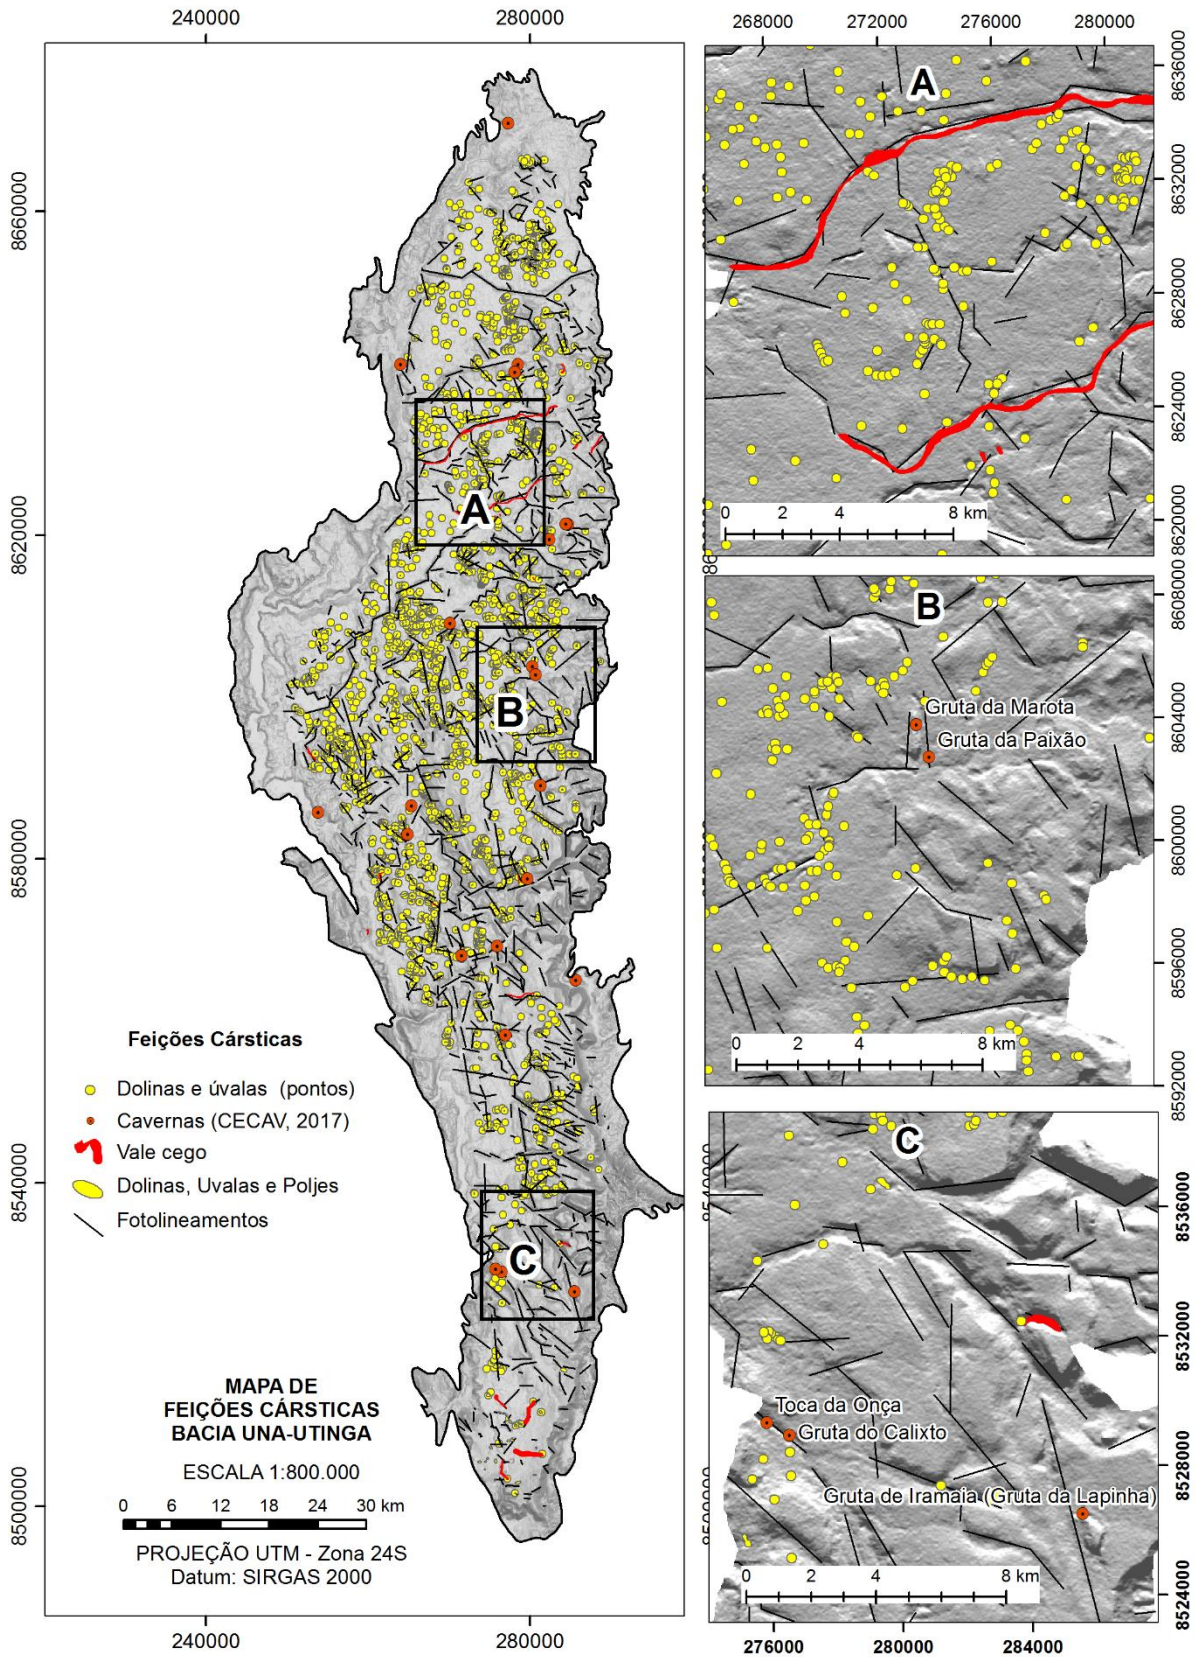 240000
280000
8660000
8620000
8580000
8540000
8500000
A
B
C
Feições Cársticas
Dolinas e úvalas (pontos)
Cavernas (CECAV, 2017)
Vale cego
Dolinas, Uvalas e Poljes
Fotolineamentos
MAPA DE
FEIÇÕES CÁRSTICAS
BACIA UNA-UTINGA
ESCALA 1:800.000
0 6 12 18 24 30 km
PROJEÇÃO UTM - Zona 24S
Datum: SIRGAS 2000
240000
280000
268000 272000 276000 280000
A
8636000
8632000
8628000
8624000
8620000
0 2 4 8 km
B
8608000
8604000
8600000
8596000
8592000
Gruta da Marota
Gruta da Paixão
0 2 4 8 km
C
8536000
8532000
8528000
8524000
Toca da Onça
Gruta do Calixto
Gruta de Iramaia (Gruta da Lapinha)
0 2 4 8 km
276000 280000 284000